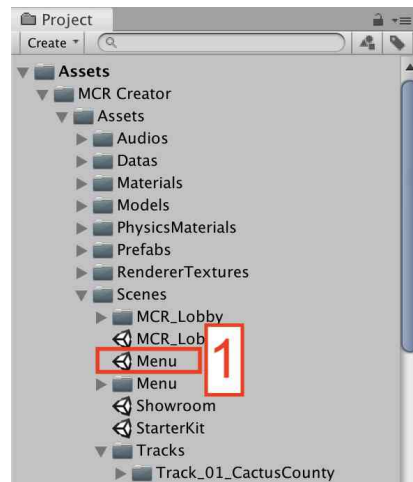 Project
Create
Assets
MCR Creator
Assets
Audios
Datas
Materials
Models
PhysicsMaterials
Prefabs
RendererTextures
Scenes
MCR_Lobby
MCR_Lob
Menu
1
Menu
Showroom
StarterKit
Tracks
Track_01_CactusCounty